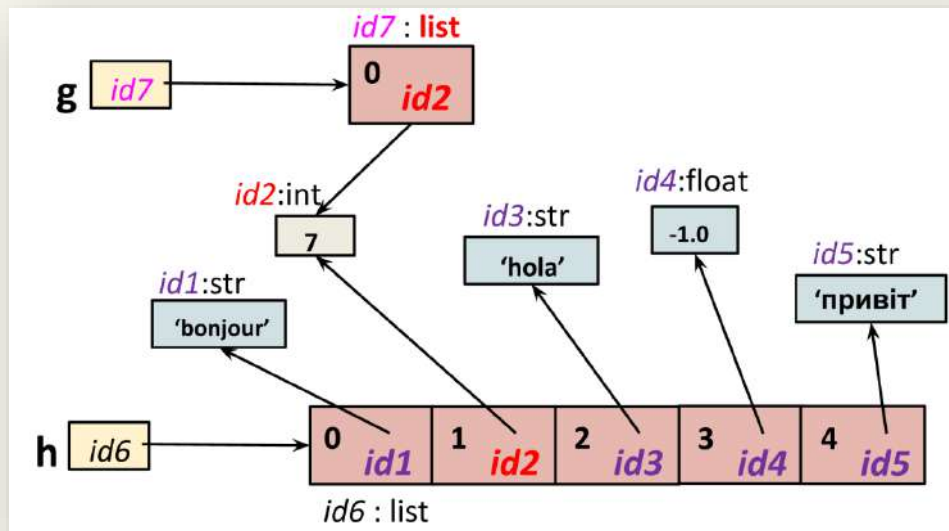 id7 : list
g id7
0 id2
id2:int
7
id3:str
‘hola’
id4:float
-1.0
id5:str
‘привіт’
id1:str
‘bonjour’
h id6
0 id1 1 id2 2 id3 3 id4 4 id5
id6 : list